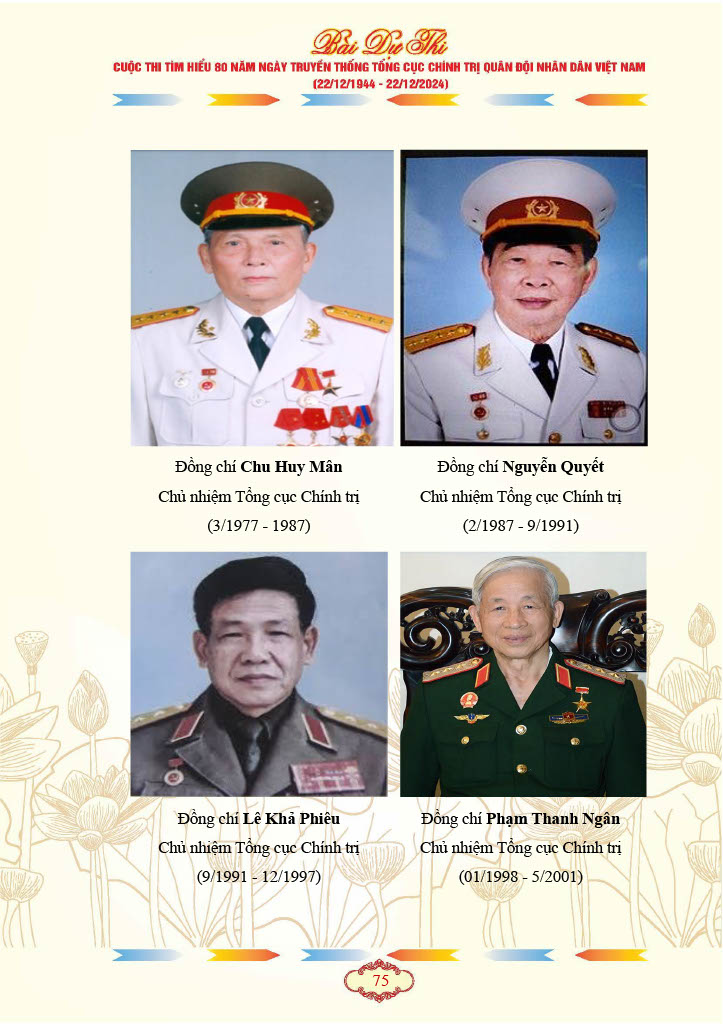 Bài Dự Thi
CUỘC THI TÌM HIỂU 80 NĂM NGÀY TRUYỀN THỐNG TỔNG CỤC CHÍNH TRỊ QUÂN ĐỘI NHÂN DÂN VIỆT NAM
(22/12/1944 - 22/12/2024)
Đồng chí Chu Huy Mân
Chủ nhiệm Tổng cục Chính trị
(3/1977 - 1987)
Đồng chí Nguyễn Quyết
Chủ nhiệm Tổng cục Chính trị
(2/1987 - 9/1991)
Đồng chí Lê Khả Phiêu
Chủ nhiệm Tổng cục Chính trị
(9/1991 - 12/1997)
Đồng chí Phạm Thanh Ngân
Chủ nhiệm Tổng cục Chính trị
(01/1998 - 5/2001)
75